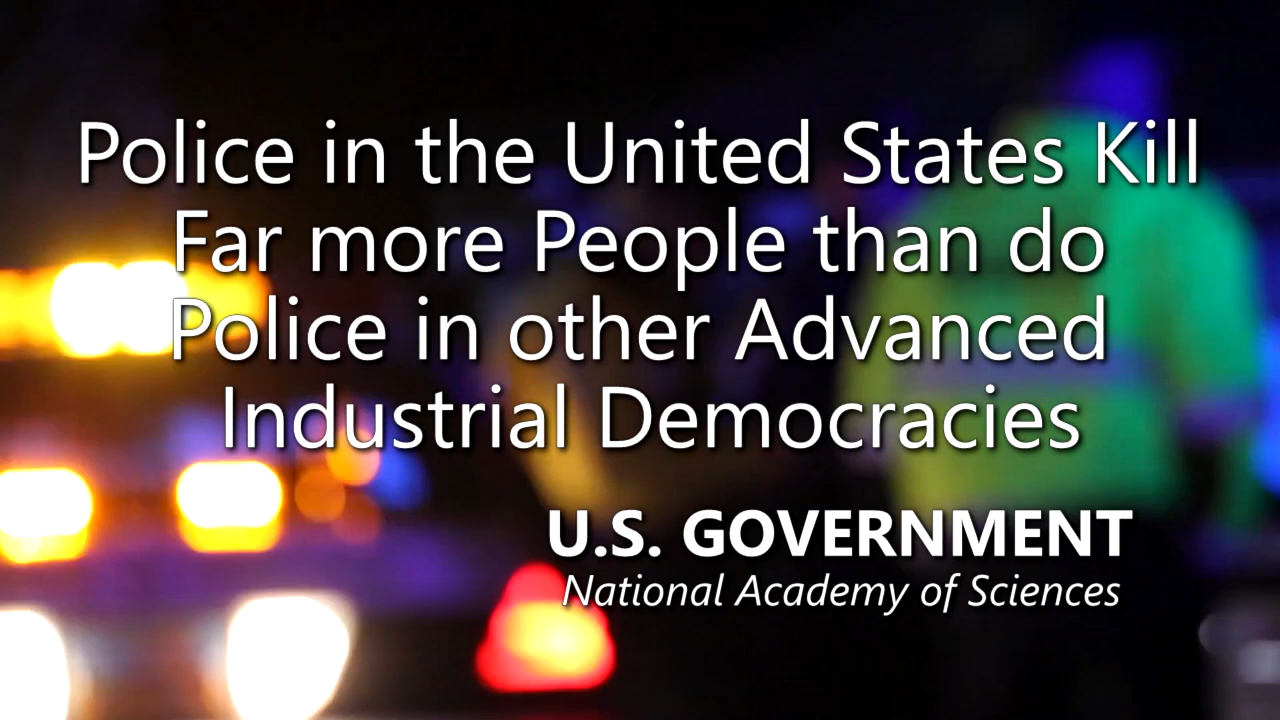 Police in the United States Kill
Far more People than do
Police in other Advanced
Industrial Democracies
U.S. GOVERNMENT
National Academy of Sciences